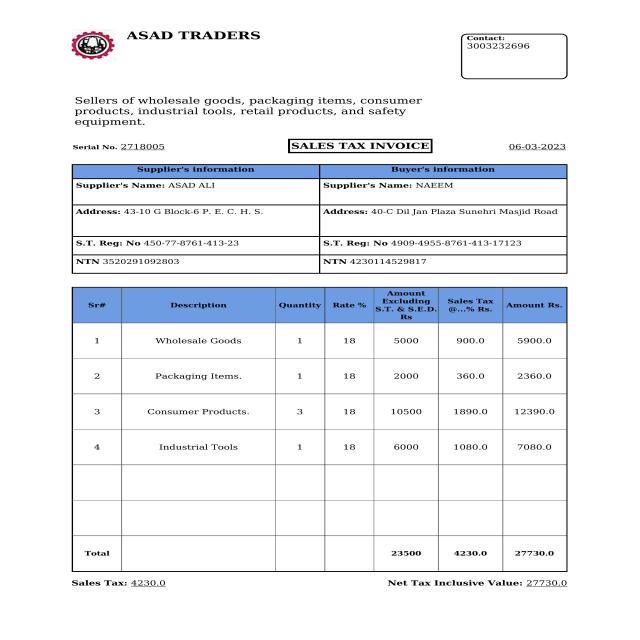 ASAD TRADERS
Contact:
3003232696
Sellers of wholesale goods, packaging items, consumer
products, industrial tools, retail products, and safety
equipment.
Serial No. 2718005 SALES TAX INVOICE 06-03-2023
Supplier's information Buyer's information
Supplier's Name: ASAD ALI Supplier's Name: NAEEM
Address: 43-10 G Block-6 P. E. C. H. S. Address: 40-C Dil Jan Plaza Sunehri Masjid Road
S.T. Reg: No 450-77-8761-413-23 S.T. Reg: No 4909-4955-8761-413-17123
NTN 3520291092803 NTN 4230114529817
Sr# Description Quantity Rate % Amount Excluding S.T. & S.E.D. Rs Sales Tax @...% Rs. Amount Rs.
1 Wholesale Goods 1 18 5000 900.0 5900.0
2 Packaging Items. 1 18 2000 360.0 2360.0
3 Consumer Products. 3 18 10500 1890.0 12390.0
4 Industrial Tools 1 18 6000 1080.0 7080.0
Total 23500 4230.0 27730.0
Sales Tax: 4230.0 Net Tax Inclusive Value: 27730.0